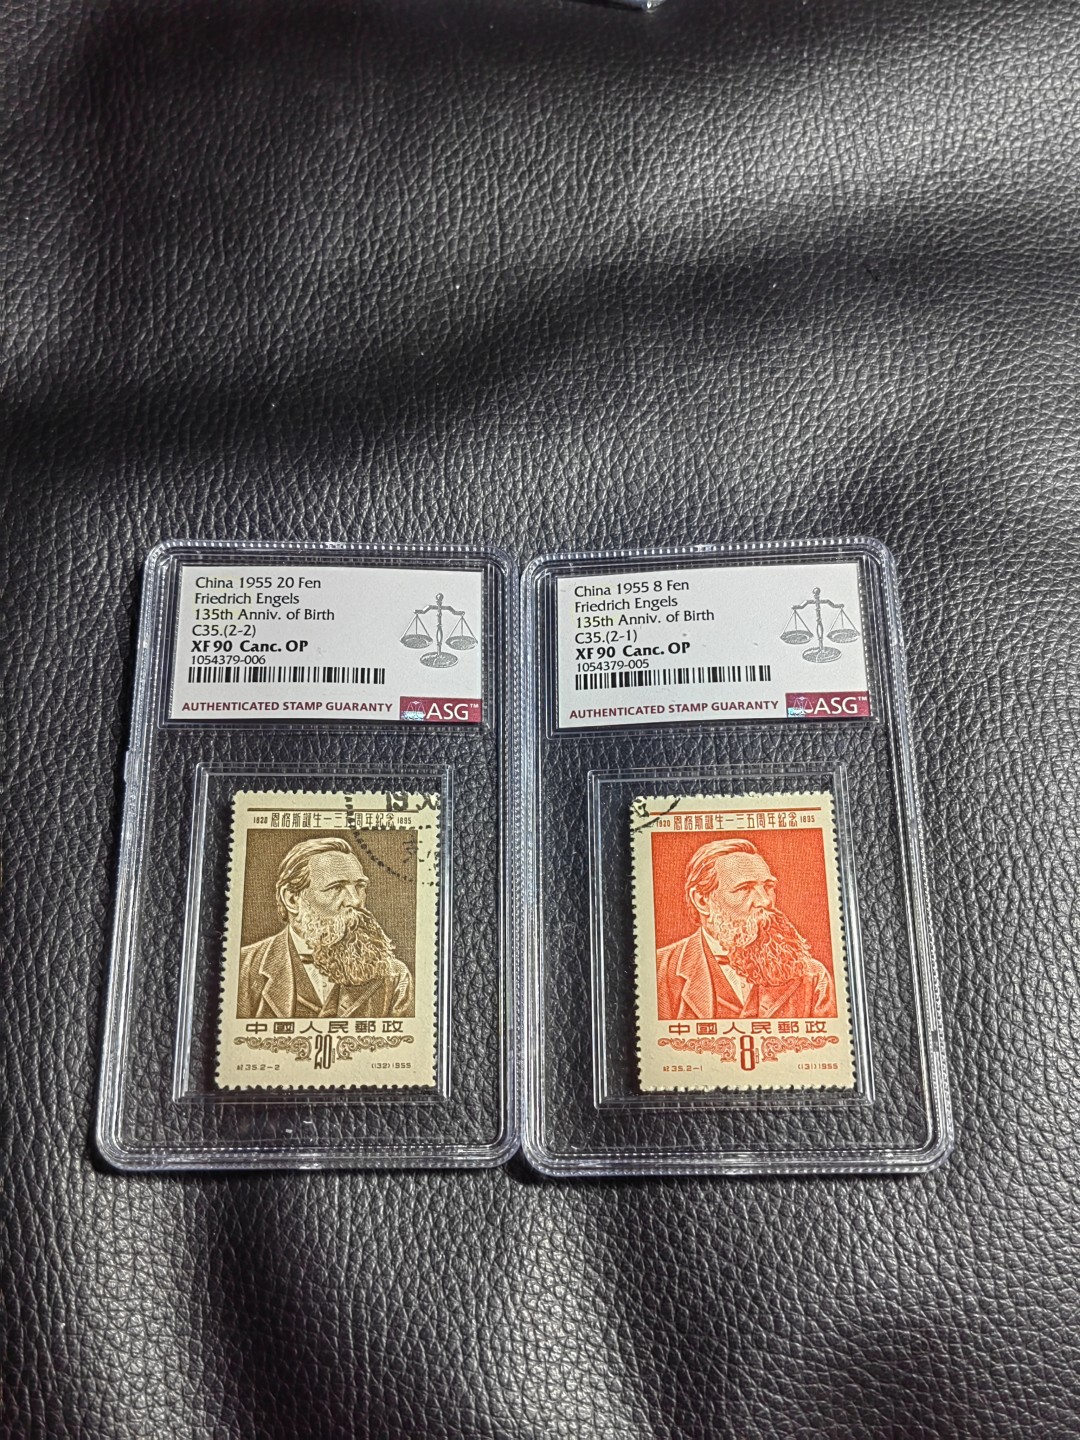 China 1955 20 Fen
Friedrich Engels
135th Anniv. of Birth
C35.(2-2)
XF 90 Canc. OP
1054379-006
AUTHENTICATED STAMP GUARANTY
ASG™
1820 恩格斯誕生一三五周年紀念 1895
中國人民郵政
20
紀35.2-2
(132)1955
China 1955 8 Fen
Friedrich Engels
135th Anniv. of Birth
C35.(2-1)
XF 90 Canc. OP
1054379-005
AUTHENTICATED STAMP GUARANTY
ASG™
1820 恩格斯誕生一三五周年紀念 1895
中國人民郵政
8
紀35.2-1
(131)1955